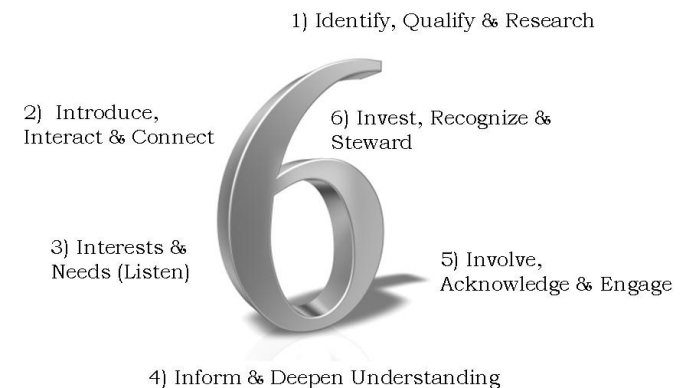 1) Identify, Qualify & Research
2) Introduce,
Interact & Connect
3) Interests &
Needs (Listen)
4) Inform & Deepen Understanding
5) Involve,
Acknowledge & Engage
6) Invest, Recognize &
Steward
6